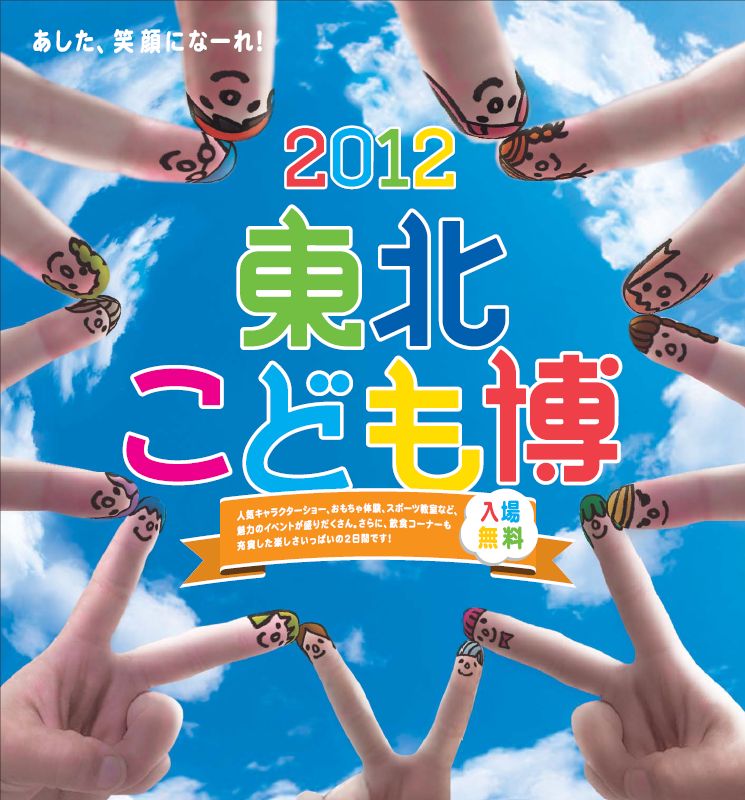 あした、笑顔になーれ！
2012
東北
こども博
人気キャラクターショー、おもちゃ体験、スポーツ教室など、
魅力のイベントが盛りだくさん。さらに、飲食コーナーも
充実した楽しさいっぱいの2日間です！
入場
無料